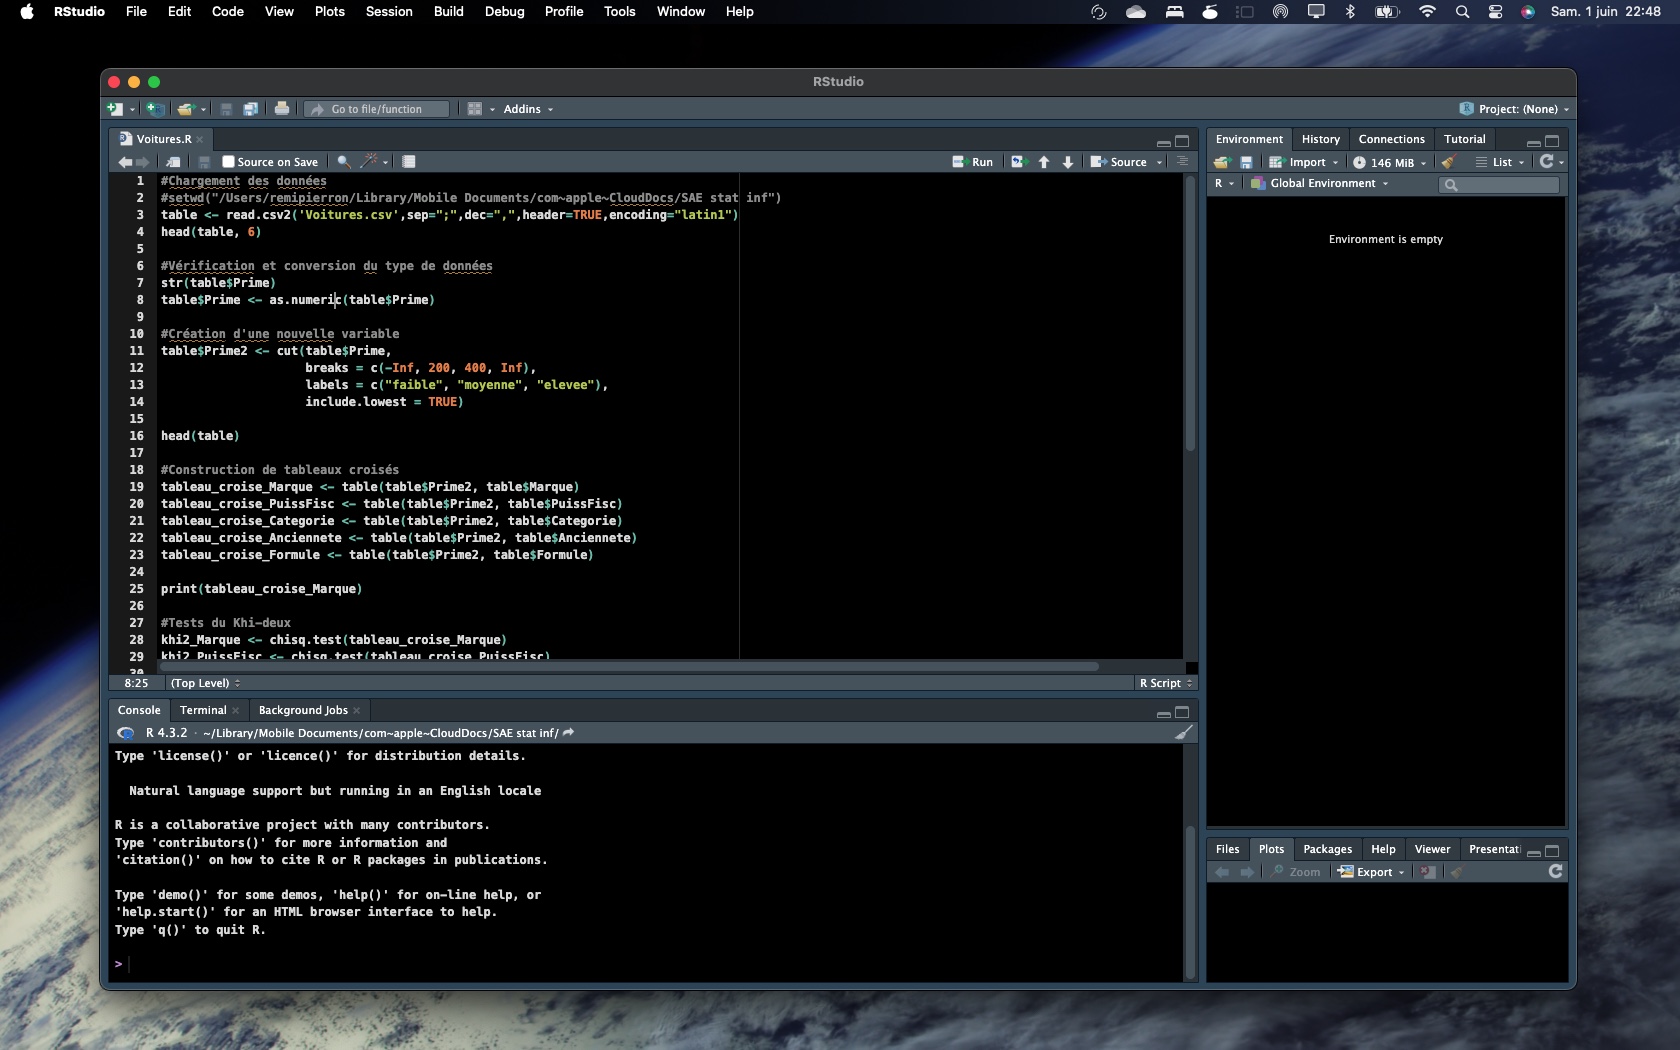 RStudio File Edit Code View Plots Session Build Debug Profile Tools Window Help Sam. 1 juin 22:48
RStudio
Go to file/function Addins Project: (None)
Voitures.R
Source on Save Run Source
1 #Chargement des données
2 #setwd("/Users/remipierron/Library/Mobile Documents/com~apple~CloudDocs/SAE stat inf")
3 table <- read.csv2('Voitures.csv',sep=";",dec=",",header=TRUE,encoding="latin1")
4 head(table, 6)
5
6 #Vérification et conversion du type de données
7 str(table$Prime)
8 table$Prime <- as.numeric(table$Prime)
9
10 #Création d'une nouvelle variable
11 table$Prime2 <- cut(table$Prime,
12 breaks = c(-Inf, 200, 400, Inf),
13 labels = c("faible", "moyenne", "elevee"),
14 include.lowest = TRUE)
15
16 head(table)
17
18 #Construction de tableaux croisés
19 tableau_croise_Marque <- table(table$Prime2, table$Marque)
20 tableau_croise_PuissFisc <- table(table$Prime2, table$PuissFisc)
21 tableau_croise_Categorie <- table(table$Prime2, table$Categorie)
22 tableau_croise_Anciennete <- table(table$Prime2, table$Anciennete)
23 tableau_croise_Formule <- table(table$Prime2, table$Formule)
24
25 print(tableau_croise_Marque)
26
27 #Tests du Khi-deux
28 khi2_Marque <- chisq.test(tableau_croise_Marque)
29 khi2_PuissFisc <- chisq.test(tableau_croise_PuissFisc)
30
8:25 (Top Level) R Script
Console Terminal Background Jobs
R 4.3.2 · ~/Library/Mobile Documents/com~apple~CloudDocs/SAE stat inf/
Type 'license()' or 'licence()' for distribution details.
Natural language support but running in an English locale
R is a collaborative project with many contributors.
Type 'contributors()' for more information and
'citation()' on how to cite R or R packages in publications.
Type 'demo()' for some demos, 'help()' for on-line help, or
'help.start()' for an HTML browser interface to help.
Type 'q()' to quit R.
>
Environment History Connections Tutorial
Import 146 MiB List
R Global Environment
Environment is empty
Files Plots Packages Help Viewer Presentati
Zoom Export